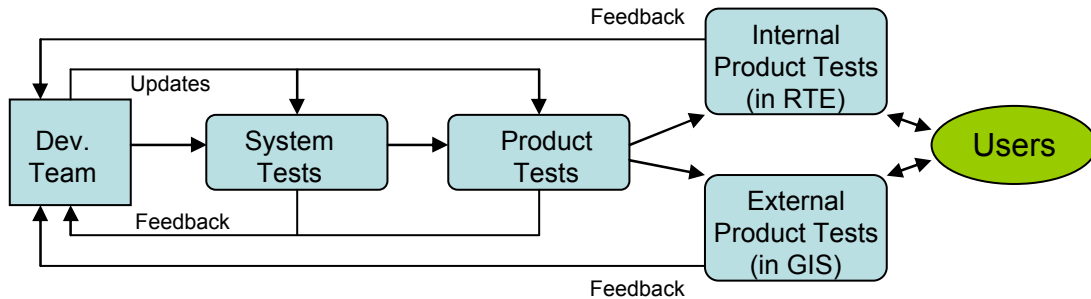 Feedback
Internal
Product Tests
(in RTE)
Updates
Dev.
Team
System
Tests
Product
Tests
Users
Feedback
External
Product Tests
(in GIS)
Feedback